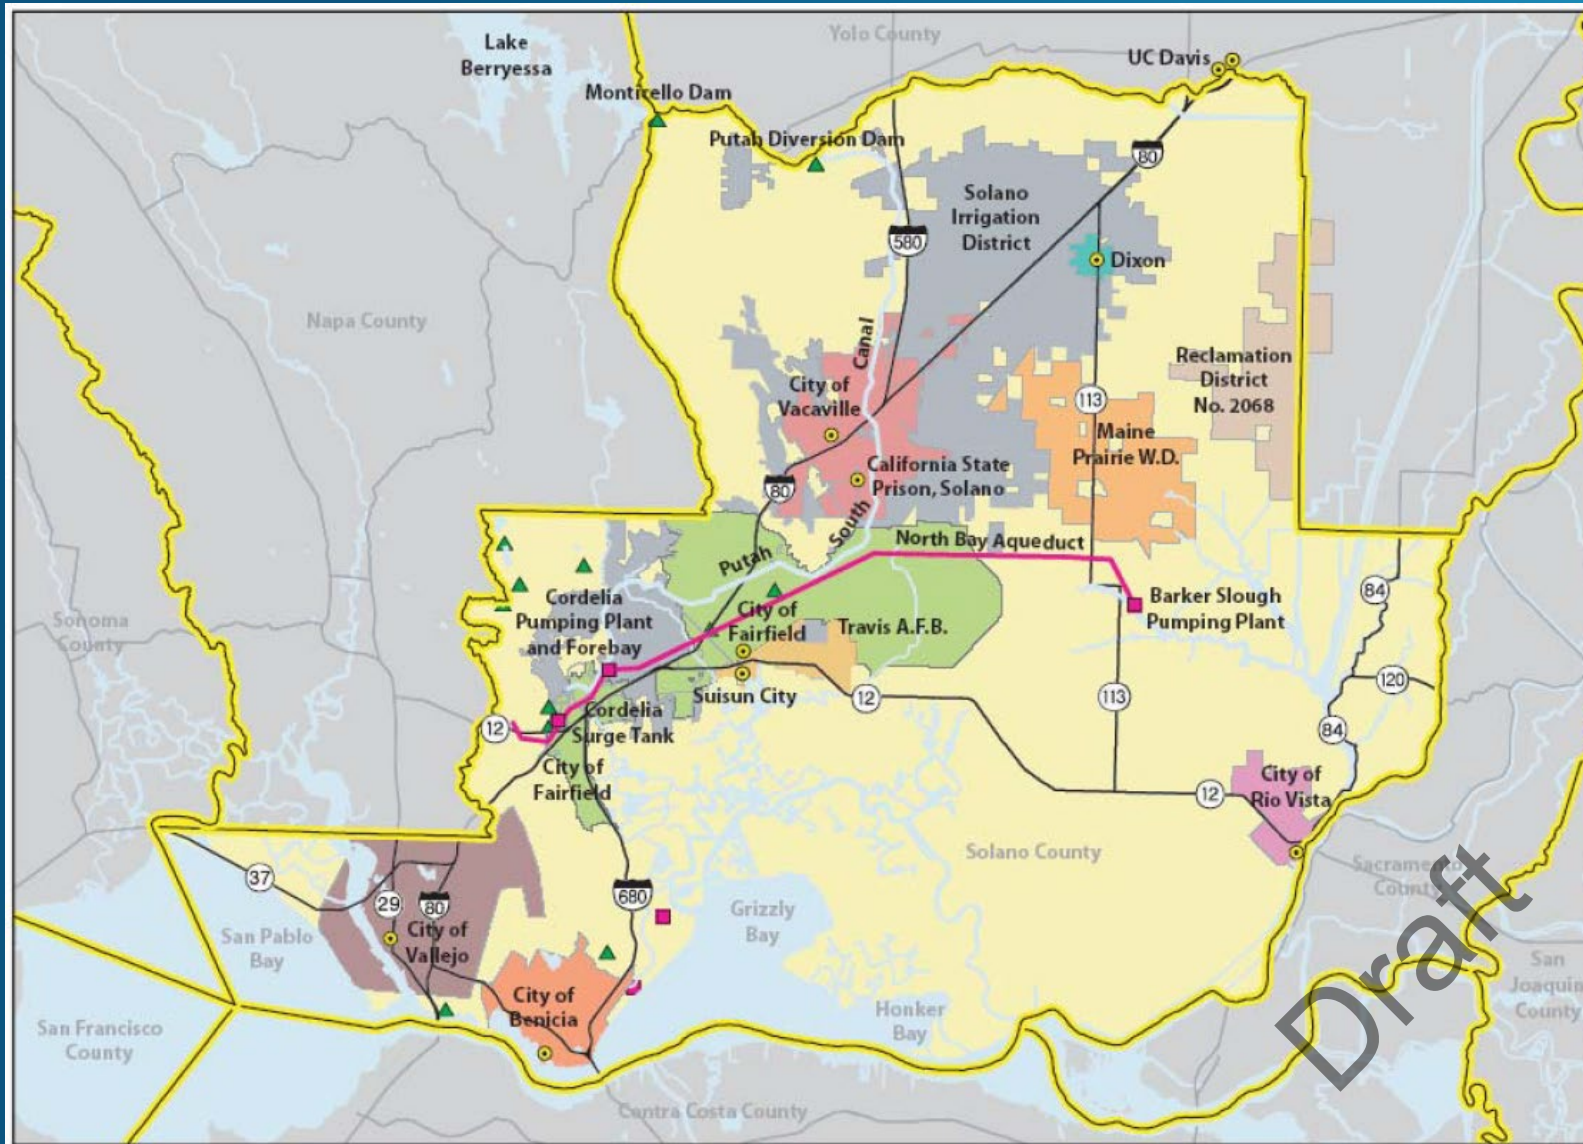 Yolo County
Lake
Berryessa
UC Davis
Monticello Dam
Putah Diversion Dam
80
Solano
Irrigation
District
580
Dixon
Napa County
Canal
Reclamation
District
No. 2068
City of
Vacaville
113
Maine
Prairie W.D.
California State
Prison, Solano
80
South
North Bay Aqueduct
Putah
84
Cordelia
Pumping Plant
and Forebay
City of
Fairfield
Travis A.F.B.
Barker Slough
Pumping Plant
Sonoma
County
120
Suisun City
12
113
12
Cordelia
Surge Tank
84
City of
Fairfield
City of
Rio Vista
12
Solano County
Sacramento
County
37
29
80
680
City of
Vallejo
San Pablo
Bay
Grizzly
Bay
City of
Benicia
Honker
Bay
San
Joaquin
County
San Francisco
County
Contra Costa County
Draft